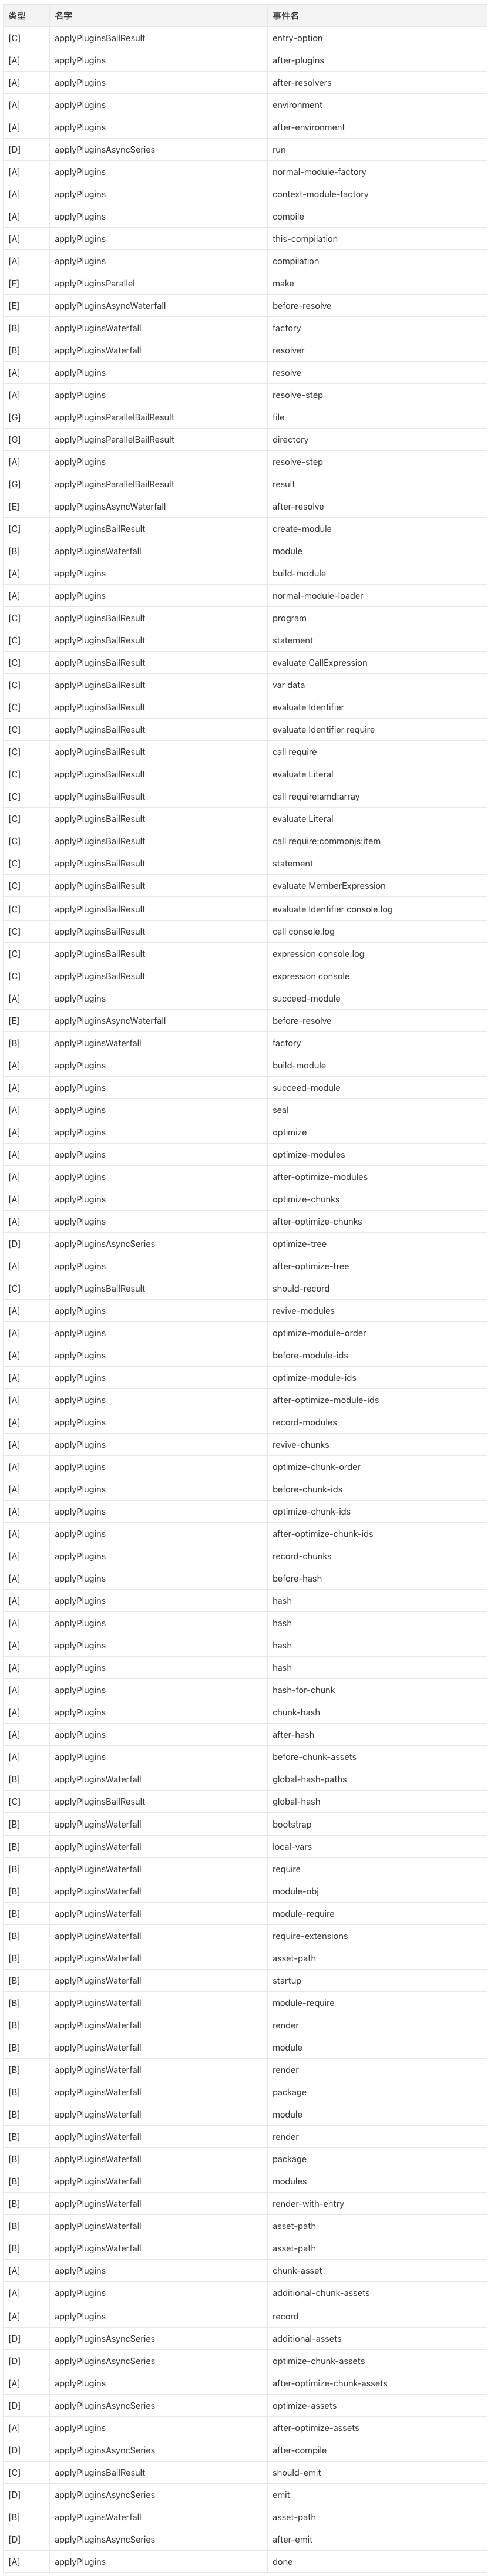 类型 名字 事件名
[C] applyPluginsBailResult entry-option
[A] applyPlugins after-plugins
[A] applyPlugins after-resolvers
[A] applyPlugins environment
[A] applyPlugins after-environment
[D] applyPluginsAsyncSeries run
[A] applyPlugins normal-module-factory
[A] applyPlugins context-module-factory
[A] applyPlugins compile
[A] applyPlugins this-compilation
[A] applyPlugins compilation
[F] applyPluginsParallel make
[E] applyPluginsAsyncWaterfall before-resolve
[B] applyPluginsWaterfall factory
[B] applyPluginsWaterfall resolver
[A] applyPlugins resolve
[A] applyPlugins resolve-step
[G] applyPluginsParallelBailResult file
[G] applyPluginsParallelBailResult directory
[A] applyPlugins resolve-step
[G] applyPluginsParallelBailResult result
[E] applyPluginsAsyncWaterfall after-resolve
[C] applyPluginsBailResult create-module
[B] applyPluginsWaterfall module
[A] applyPlugins build-module
[A] applyPlugins normal-module-loader
[C] applyPluginsBailResult program
[C] applyPluginsBailResult statement
[C] applyPluginsBailResult evaluate CallExpression
[C] applyPluginsBailResult var data
[C] applyPluginsBailResult evaluate Identifier
[C] applyPluginsBailResult evaluate Identifier require
[C] applyPluginsBailResult call require
[C] applyPluginsBailResult evaluate Literal
[C] applyPluginsBailResult call require:amd:array
[C] applyPluginsBailResult evaluate Literal
[C] applyPluginsBailResult call require:commonjs:item
[C] applyPluginsBailResult statement
[C] applyPluginsBailResult evaluate MemberExpression
[C] applyPluginsBailResult evaluate Identifier console.log
[C] applyPluginsBailResult call console.log
[C] applyPluginsBailResult expression console.log
[C] applyPluginsBailResult expression console
[A] applyPlugins succeed-module
[E] applyPluginsAsyncWaterfall before-resolve
[B] applyPluginsWaterfall factory
[A] applyPlugins build-module
[A] applyPlugins succeed-module
[A] applyPlugins seal
[A] applyPlugins optimize
[A] applyPlugins optimize-modules
[A] applyPlugins after-optimize-modules
[A] applyPlugins optimize-chunks
[A] applyPlugins after-optimize-chunks
[D] applyPluginsAsyncSeries optimize-tree
[A] applyPlugins after-optimize-tree
[C] applyPluginsBailResult should-record
[A] applyPlugins revive-modules
[A] applyPlugins optimize-module-order
[A] applyPlugins before-module-ids
[A] applyPlugins optimize-module-ids
[A] applyPlugins after-optimize-module-ids
[A] applyPlugins record-modules
[A] applyPlugins revive-chunks
[A] applyPlugins optimize-chunk-order
[A] applyPlugins before-chunk-ids
[A] applyPlugins optimize-chunk-ids
[A] applyPlugins after-optimize-chunk-ids
[A] applyPlugins record-chunks
[A] applyPlugins before-hash
[A] applyPlugins hash
[A] applyPlugins hash
[A] applyPlugins hash
[A] applyPlugins hash
[A] applyPlugins hash-for-chunk
[A] applyPlugins chunk-hash
[A] applyPlugins after-hash
[A] applyPlugins before-chunk-assets
[B] applyPluginsWaterfall global-hash-paths
[C] applyPluginsBailResult global-hash
[B] applyPluginsWaterfall bootstrap
[B] applyPluginsWaterfall local-vars
[B] applyPluginsWaterfall require
[B] applyPluginsWaterfall module-obj
[B] applyPluginsWaterfall module-require
[B] applyPluginsWaterfall require-extensions
[B] applyPluginsWaterfall asset-path
[B] applyPluginsWaterfall startup
[B] applyPluginsWaterfall module-require
[B] applyPluginsWaterfall render
[B] applyPluginsWaterfall module
[B] applyPluginsWaterfall render
[B] applyPluginsWaterfall package
[B] applyPluginsWaterfall module
[B] applyPluginsWaterfall render
[B] applyPluginsWaterfall package
[B] applyPluginsWaterfall modules
[B] applyPluginsWaterfall render-with-entry
[B] applyPluginsWaterfall asset-path
[B] applyPluginsWaterfall asset-path
[A] applyPlugins chunk-asset
[A] applyPlugins additional-chunk-assets
[A] applyPlugins record
[D] applyPluginsAsyncSeries additional-assets
[D] applyPluginsAsyncSeries optimize-chunk-assets
[A] applyPlugins after-optimize-chunk-assets
[D] applyPluginsAsyncSeries optimize-assets
[A] applyPlugins after-optimize-assets
[D] applyPluginsAsyncSeries after-compile
[C] applyPluginsBailResult should-emit
[D] applyPluginsAsyncSeries emit
[B] applyPluginsWaterfall asset-path
[D] applyPluginsAsyncSeries after-emit
[A] applyPlugins done